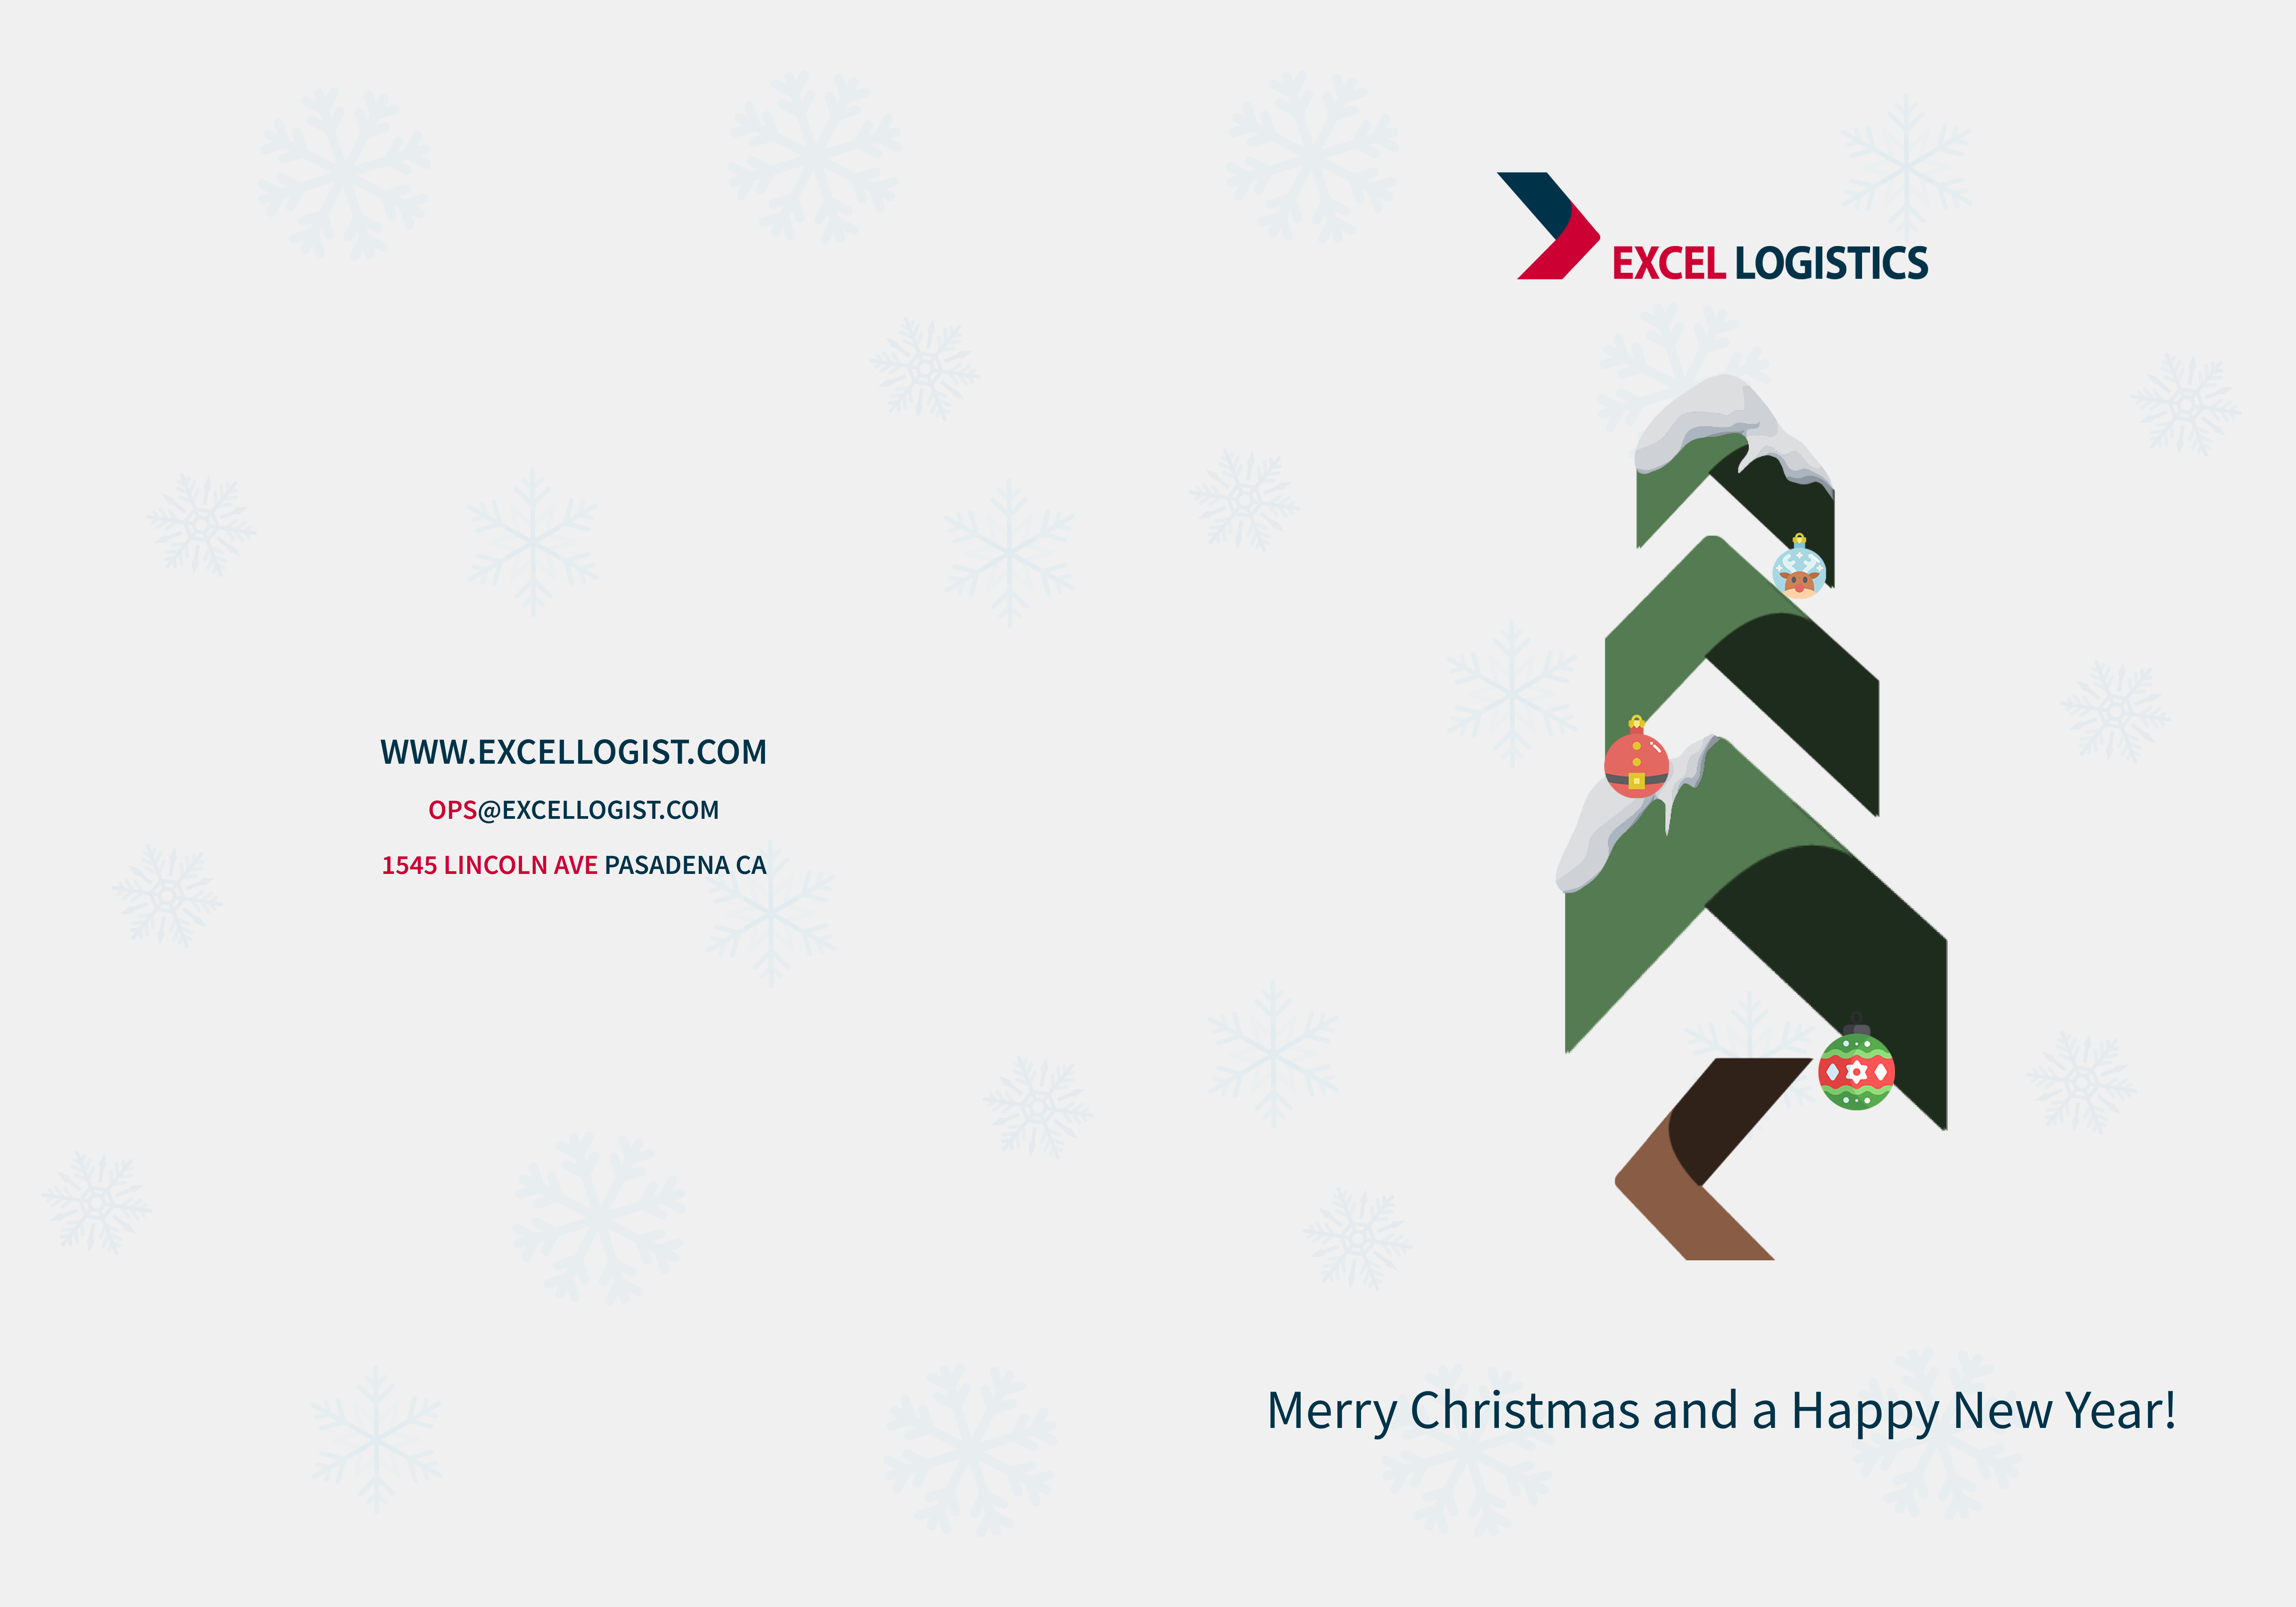 EXCEL LOGISTICS
WWW.EXCELLOGIST.COM
OPS@EXCELLOGIST.COM
1545 LINCOLN AVE PASADENA CA
Merry Christmas and a Happy New Year!